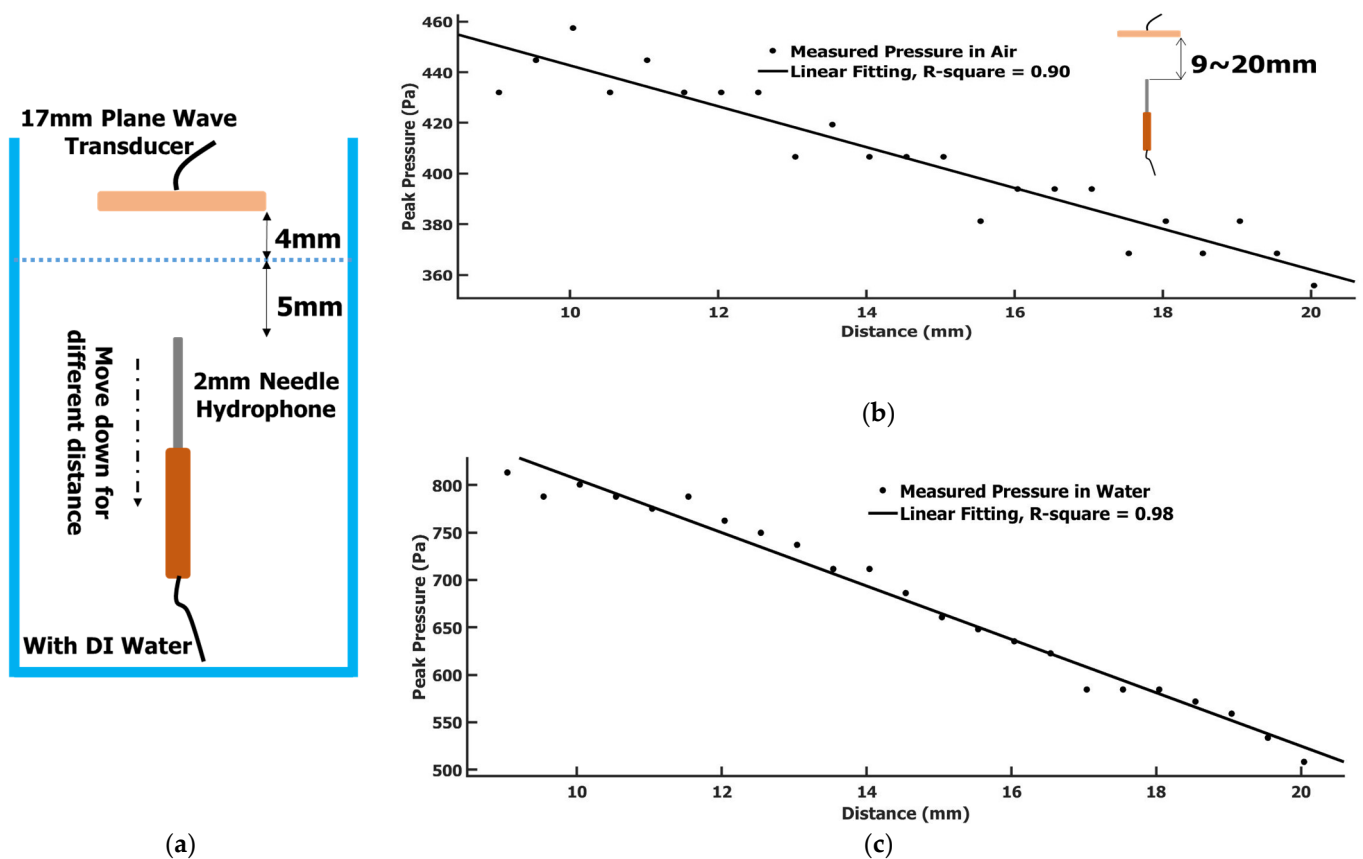 17mm Plane Wave
Transducer
4mm
5mm
Move down for
different distance
2mm Needle
Hydrophone
With DI Water
(a)
460
440
420
400
380
360
Peak Pressure (Pa)
Measured Pressure in Air
Linear Fitting, R-square = 0.90
9~20mm
10
12
14
16
18
20
Distance (mm)
(b)
800
750
700
650
600
550
500
Peak Pressure (Pa)
Measured Pressure in Water
Linear Fitting, R-square = 0.98
10
12
14
16
18
20
Distance (mm)
(c)